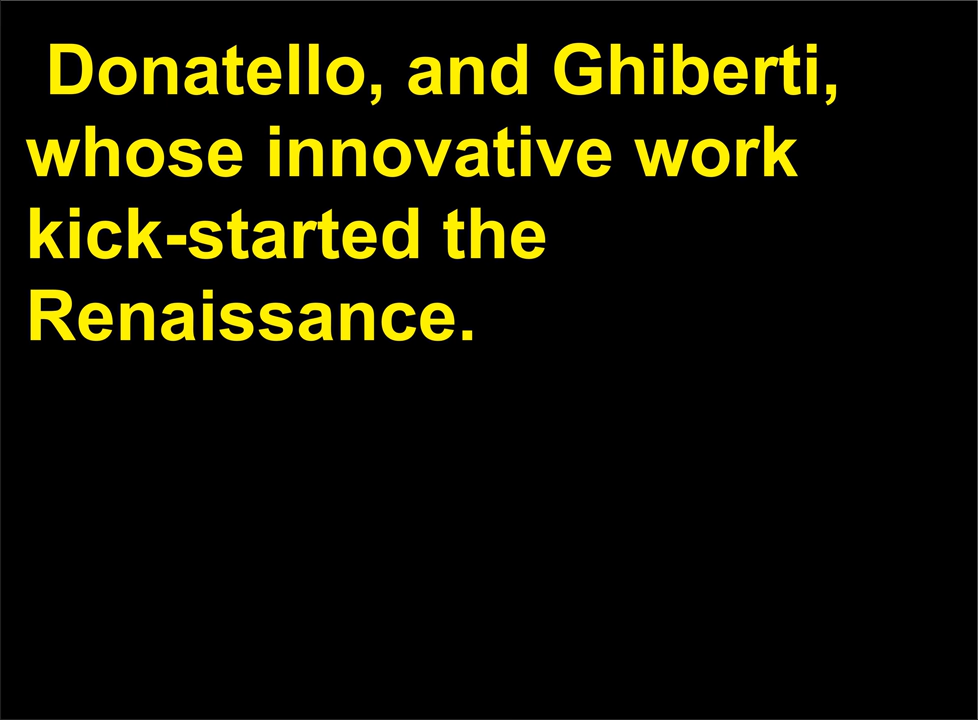 Donatello, and Ghiberti,
whose innovative work
kick-started the
Renaissance.